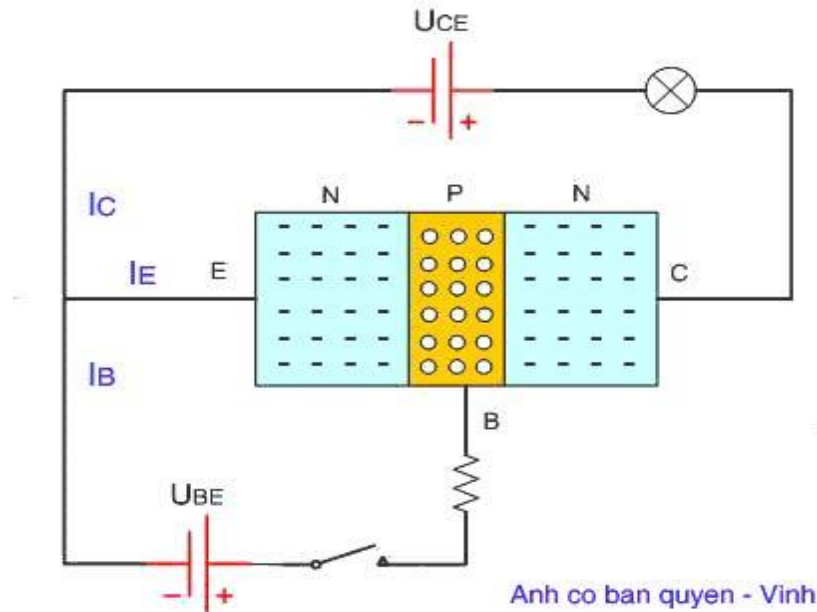 UCE
- +
N P N
IC
E
C
IE
IB
B
UBE
- +
Anh co ban quyen - Vinh